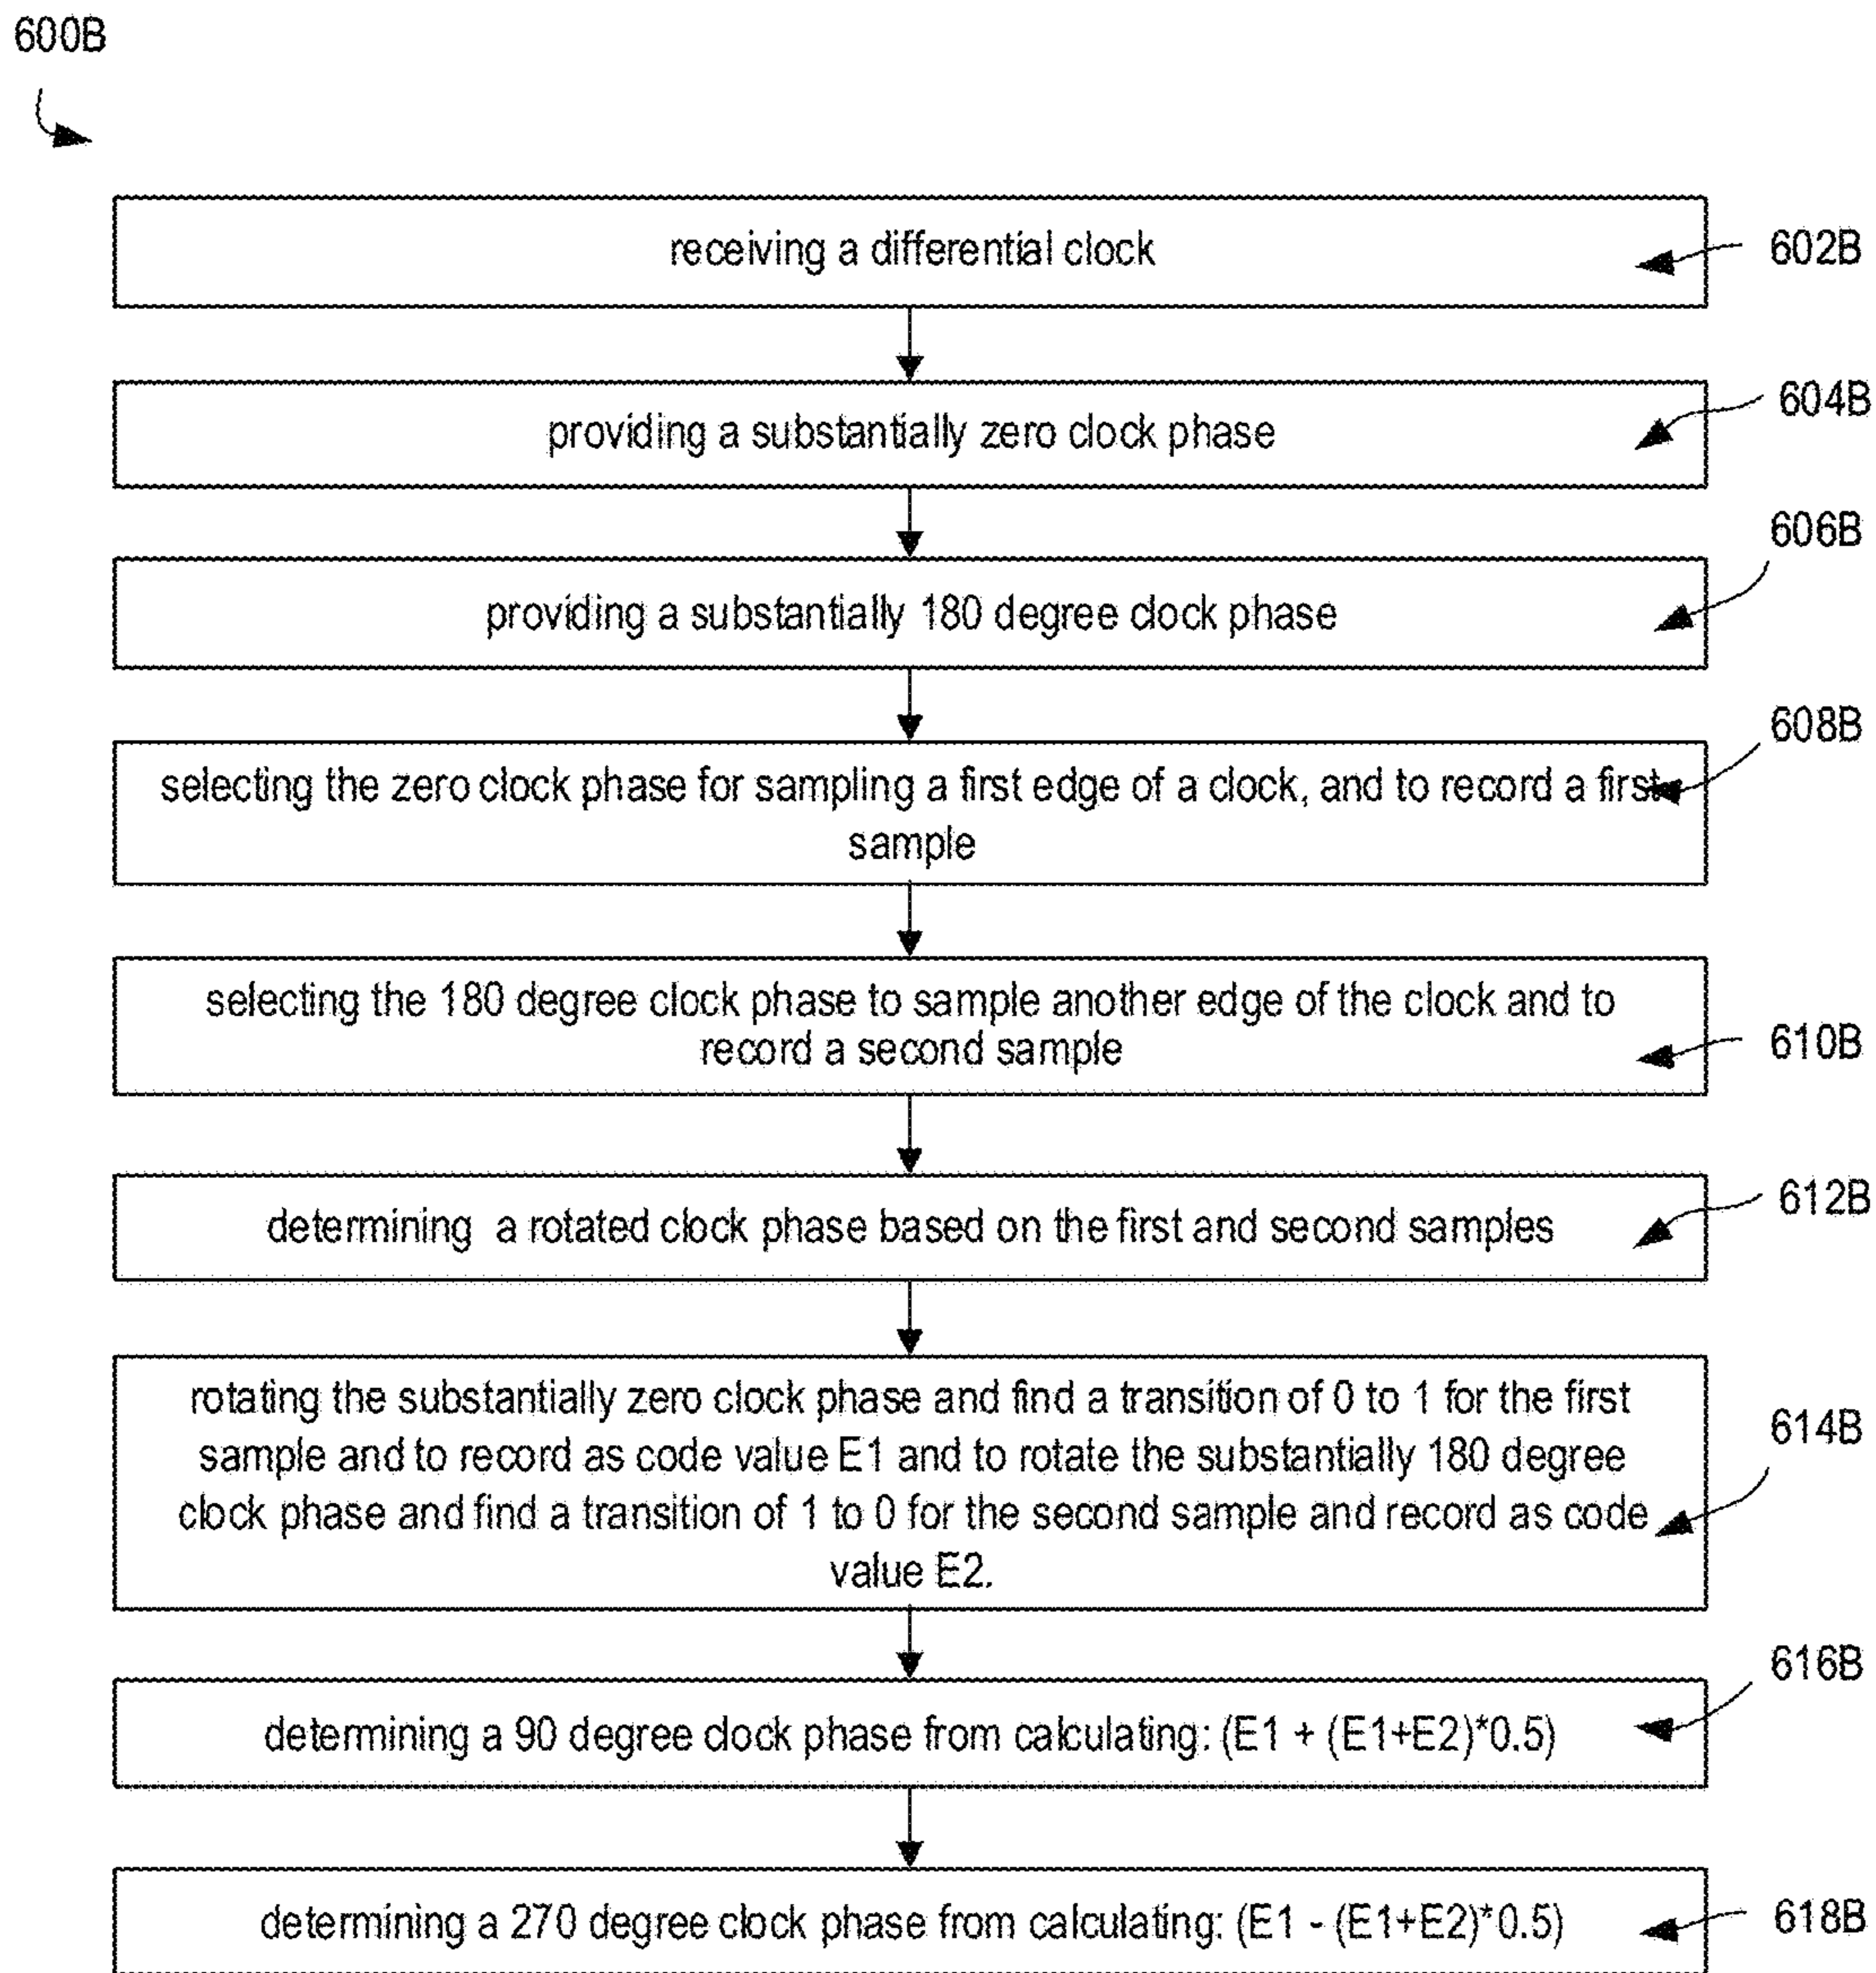 600B
receiving a differential clock
602B
providing a substantially zero clock phase
604B
providing a substantially 180 degree clock phase
606B
selecting the zero clock phase for sampling a first edge of a clock, and to record a first
sample
608B
selecting the 180 degree clock phase to sample another edge of the clock and to
record a second sample
610B
determining a rotated clock phase based on the first and second samples
612B
rotating the substantially zero clock phase and find a transition of 0 to 1 for the first
sample and to record as code value E1 and to rotate the substantially 180 degree
clock phase and find a transition of 1 to 0 for the second sample and record as code
value E2.
614B
determining a 90 degree clock phase from calculating: (E1 + (E1+E2)*0.5)
616B
determining a 270 degree clock phase from calculating: (E1 - (E1+E2)*0.5)
618B